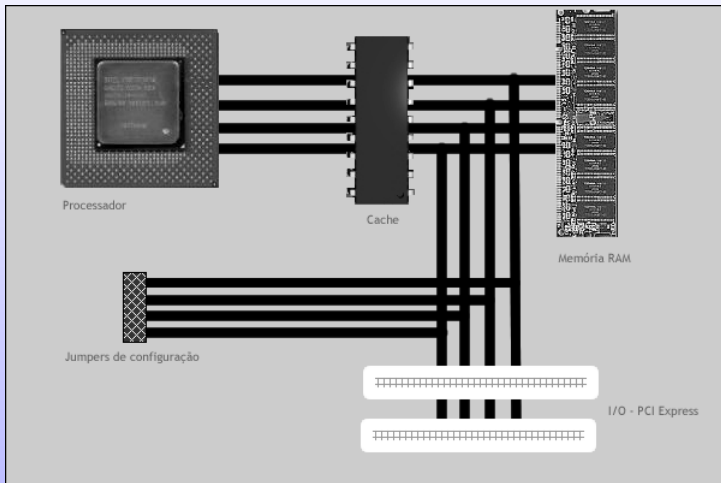 Processador
Cache
Memória RAM
Jumpers de configuração
I/O - PCI Express